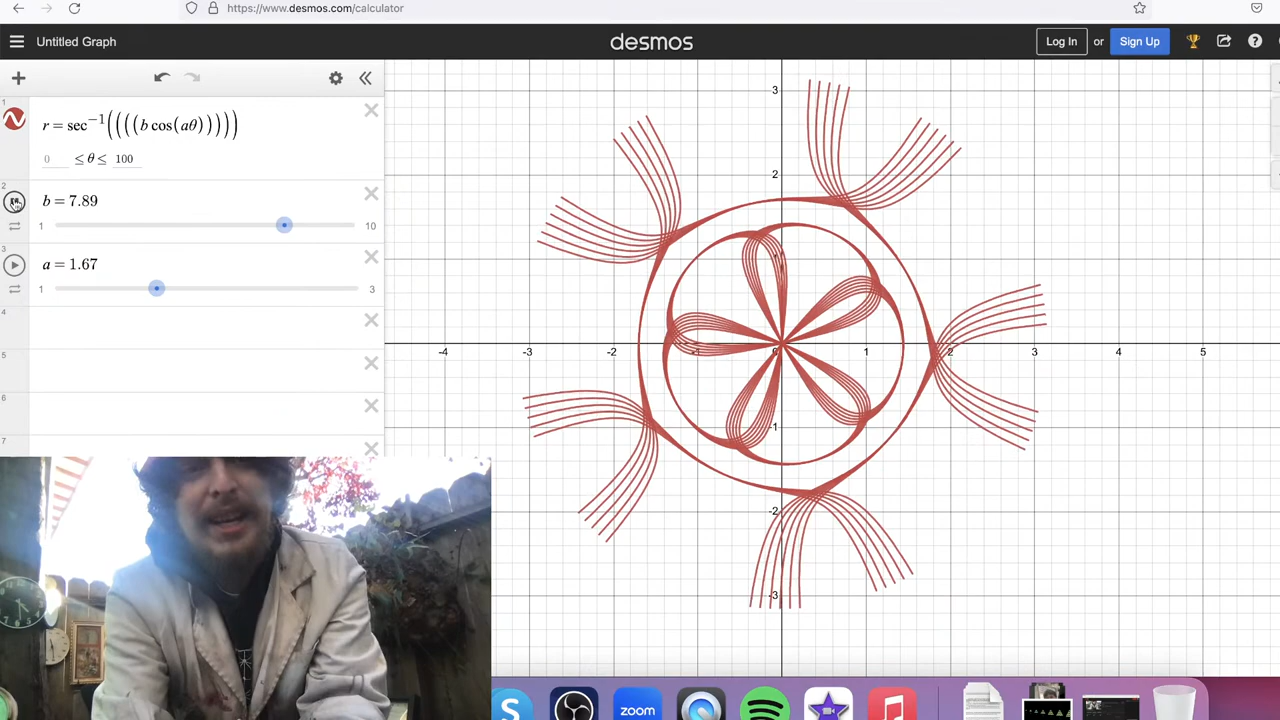 https://www.desmos.com/calculator
Untitled Graph
desmos
Log In or Sign Up
1
r = sec⁻¹((((b cos(aθ)))))
0 ≤ θ ≤ 100
2
b = 7.89
1 10
3
a = 1.67
1 3
4
5
6
7
3
2
-4 -3 -2 0 1 2 3 4 5
-1
-2
-3
S zoom